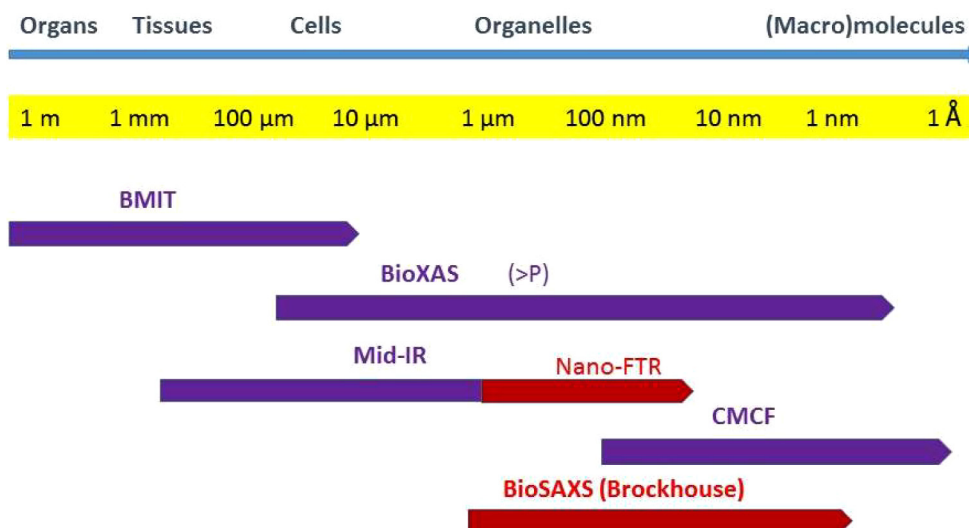 Organs Tissues Cells Organelles (Macro)molecules
1 m 1 mm 100 µm 10 µm 1 µm 100 nm 10 nm 1 nm 1 Å
BMIT
BioXAS (>P)
Mid-IR Nano-FTR
CMCF
BioSAXS (Brockhouse)